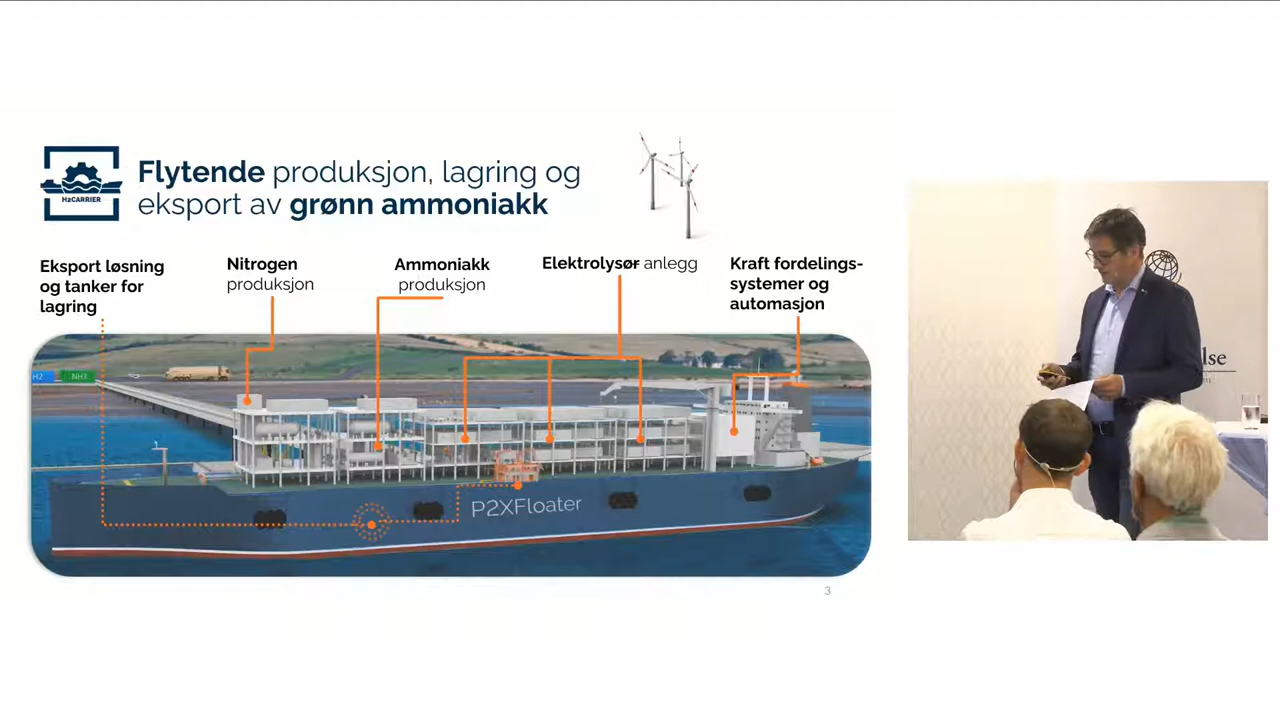 Flytende produksjon, lagring og
eksport av grønn ammoniakk
H2CARRIER
Eksport løsning
og tanker for
lagring
Nitrogen
produksjon
Ammoniakk
produksjon
Elektrolysør anlegg
Kraft fordelings-
systemer og
automasjon
H2
NH3
P2XFloater
3
lse